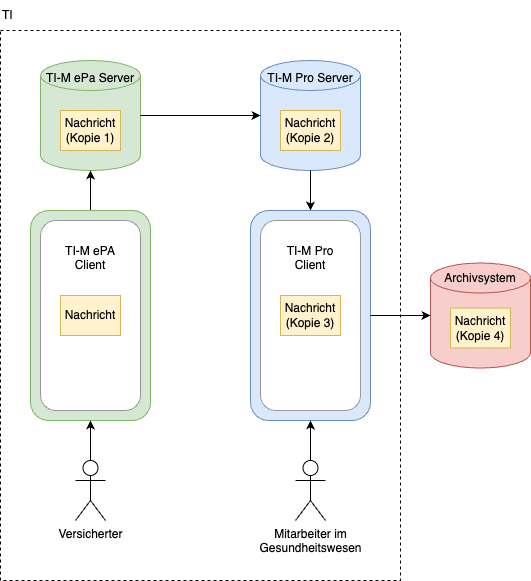 TI
TI-M ePa Server
Nachricht
(Kopie 1)
TI-M Pro Server
Nachricht
(Kopie 2)
TI-M ePA
Client
Nachricht
TI-M Pro
Client
Nachricht
(Kopie 3)
Archivsystem
Nachricht
(Kopie 4)
Versicherter
Mitarbeiter im
Gesundheitswesen